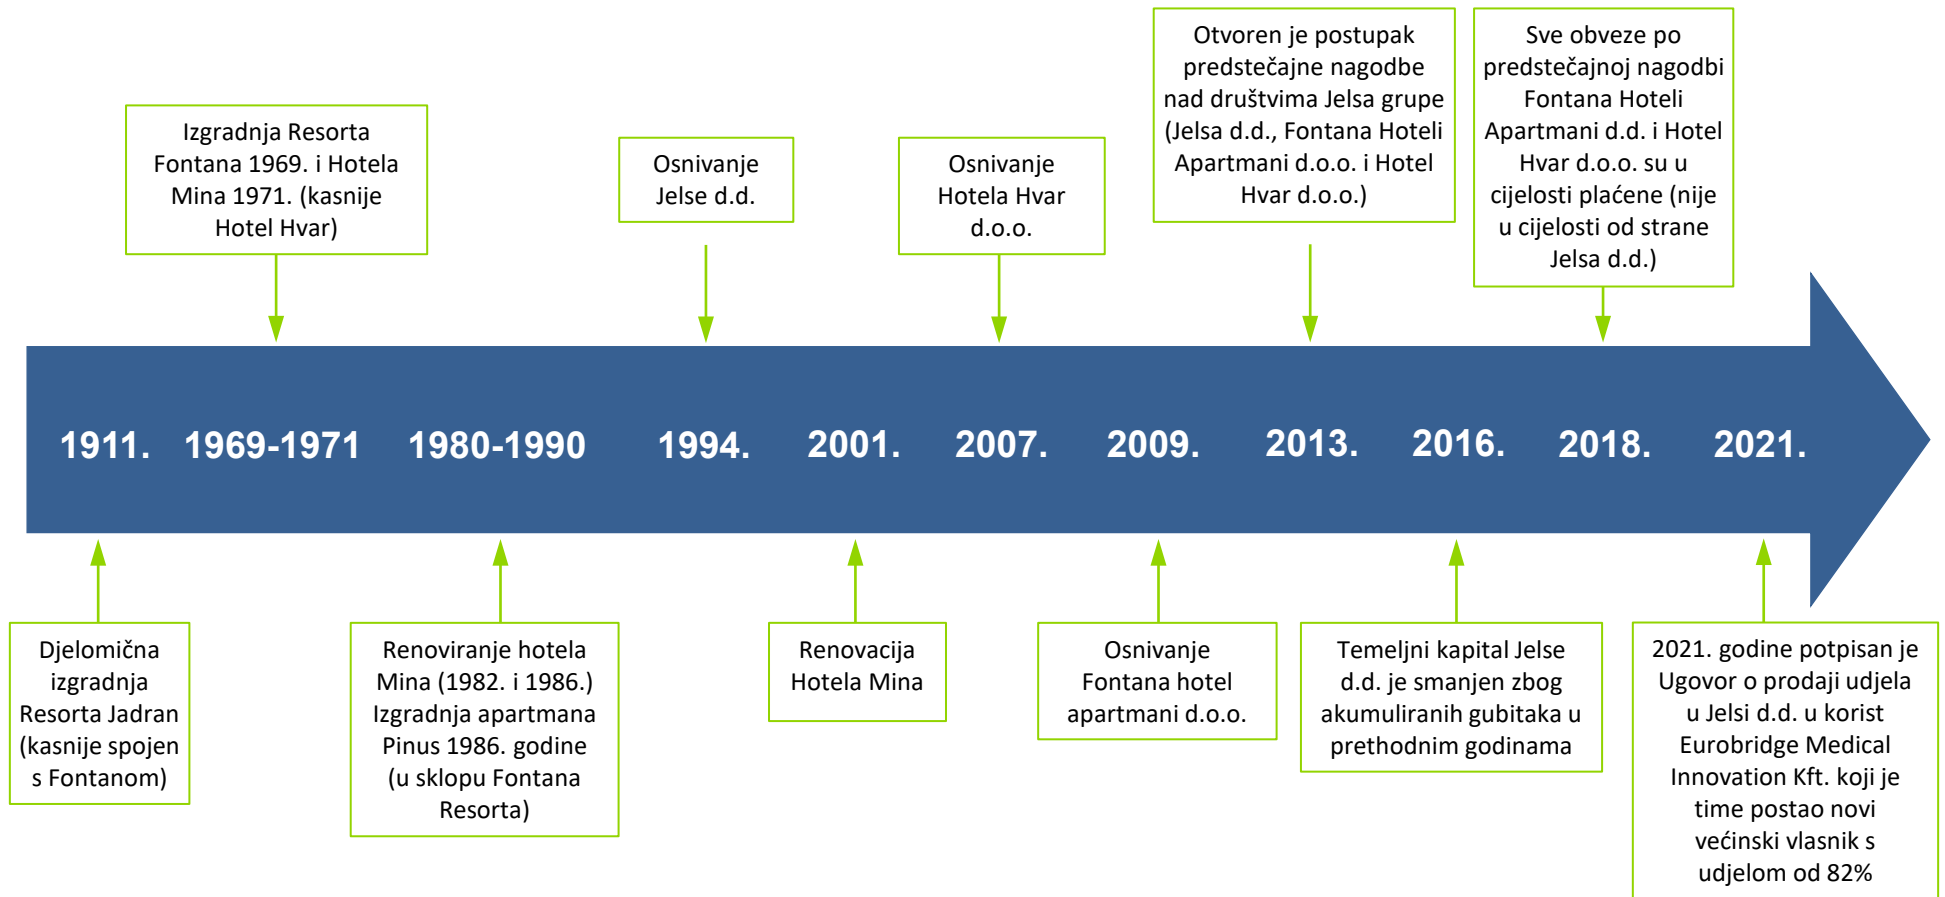 Izgradnja Resorta
Fontana 1969. i Hotela
Mina 1971. (kasnije
Hotel Hvar)
Osnivanje
Jelse d.d.
Osnivanje
Hotela Hvar
d.o.o.
Otvoren je postupak
predstečajne nagodbe
nad društvima Jelsa grupe
(Jelsa d.d., Fontana Hoteli
Apartmani d.o.o. i Hotel
Hvar d.o.o.)
Sve obveze po
predstečajnoj nagodbi
Fontana Hoteli
Apartmani d.d. i Hotel
Hvar d.o.o. su u
cijelosti plaćene (nije
u cijelosti od strane
Jelsa d.d.)
1911. 1969-1971 1980-1990 1994. 2001. 2007. 2009. 2013. 2016. 2018. 2021.
Djelomična
izgradnja
Resorta Jadran
(kasnije spojen
s Fontanom)
Renoviranje hotela
Mina (1982. i 1986.)
Izgradnja apartmana
Pinus 1986. godine
(u sklopu Fontana
Resorta)
Renovacija
Hotela Mina
Osnivanje
Fontana hotel
apartmani d.o.o.
Temeljni kapital Jelse
d.d. je smanjen zbog
akumuliranih gubitaka u
prethodnim godinama
2021. godine potpisan je
Ugovor o prodaji udjela
u Jelsi d.d. u korist
Eurobridge Medical
Innovation Kft. koji je
time postao novi
većinski vlasnik s
udjelom od 82%